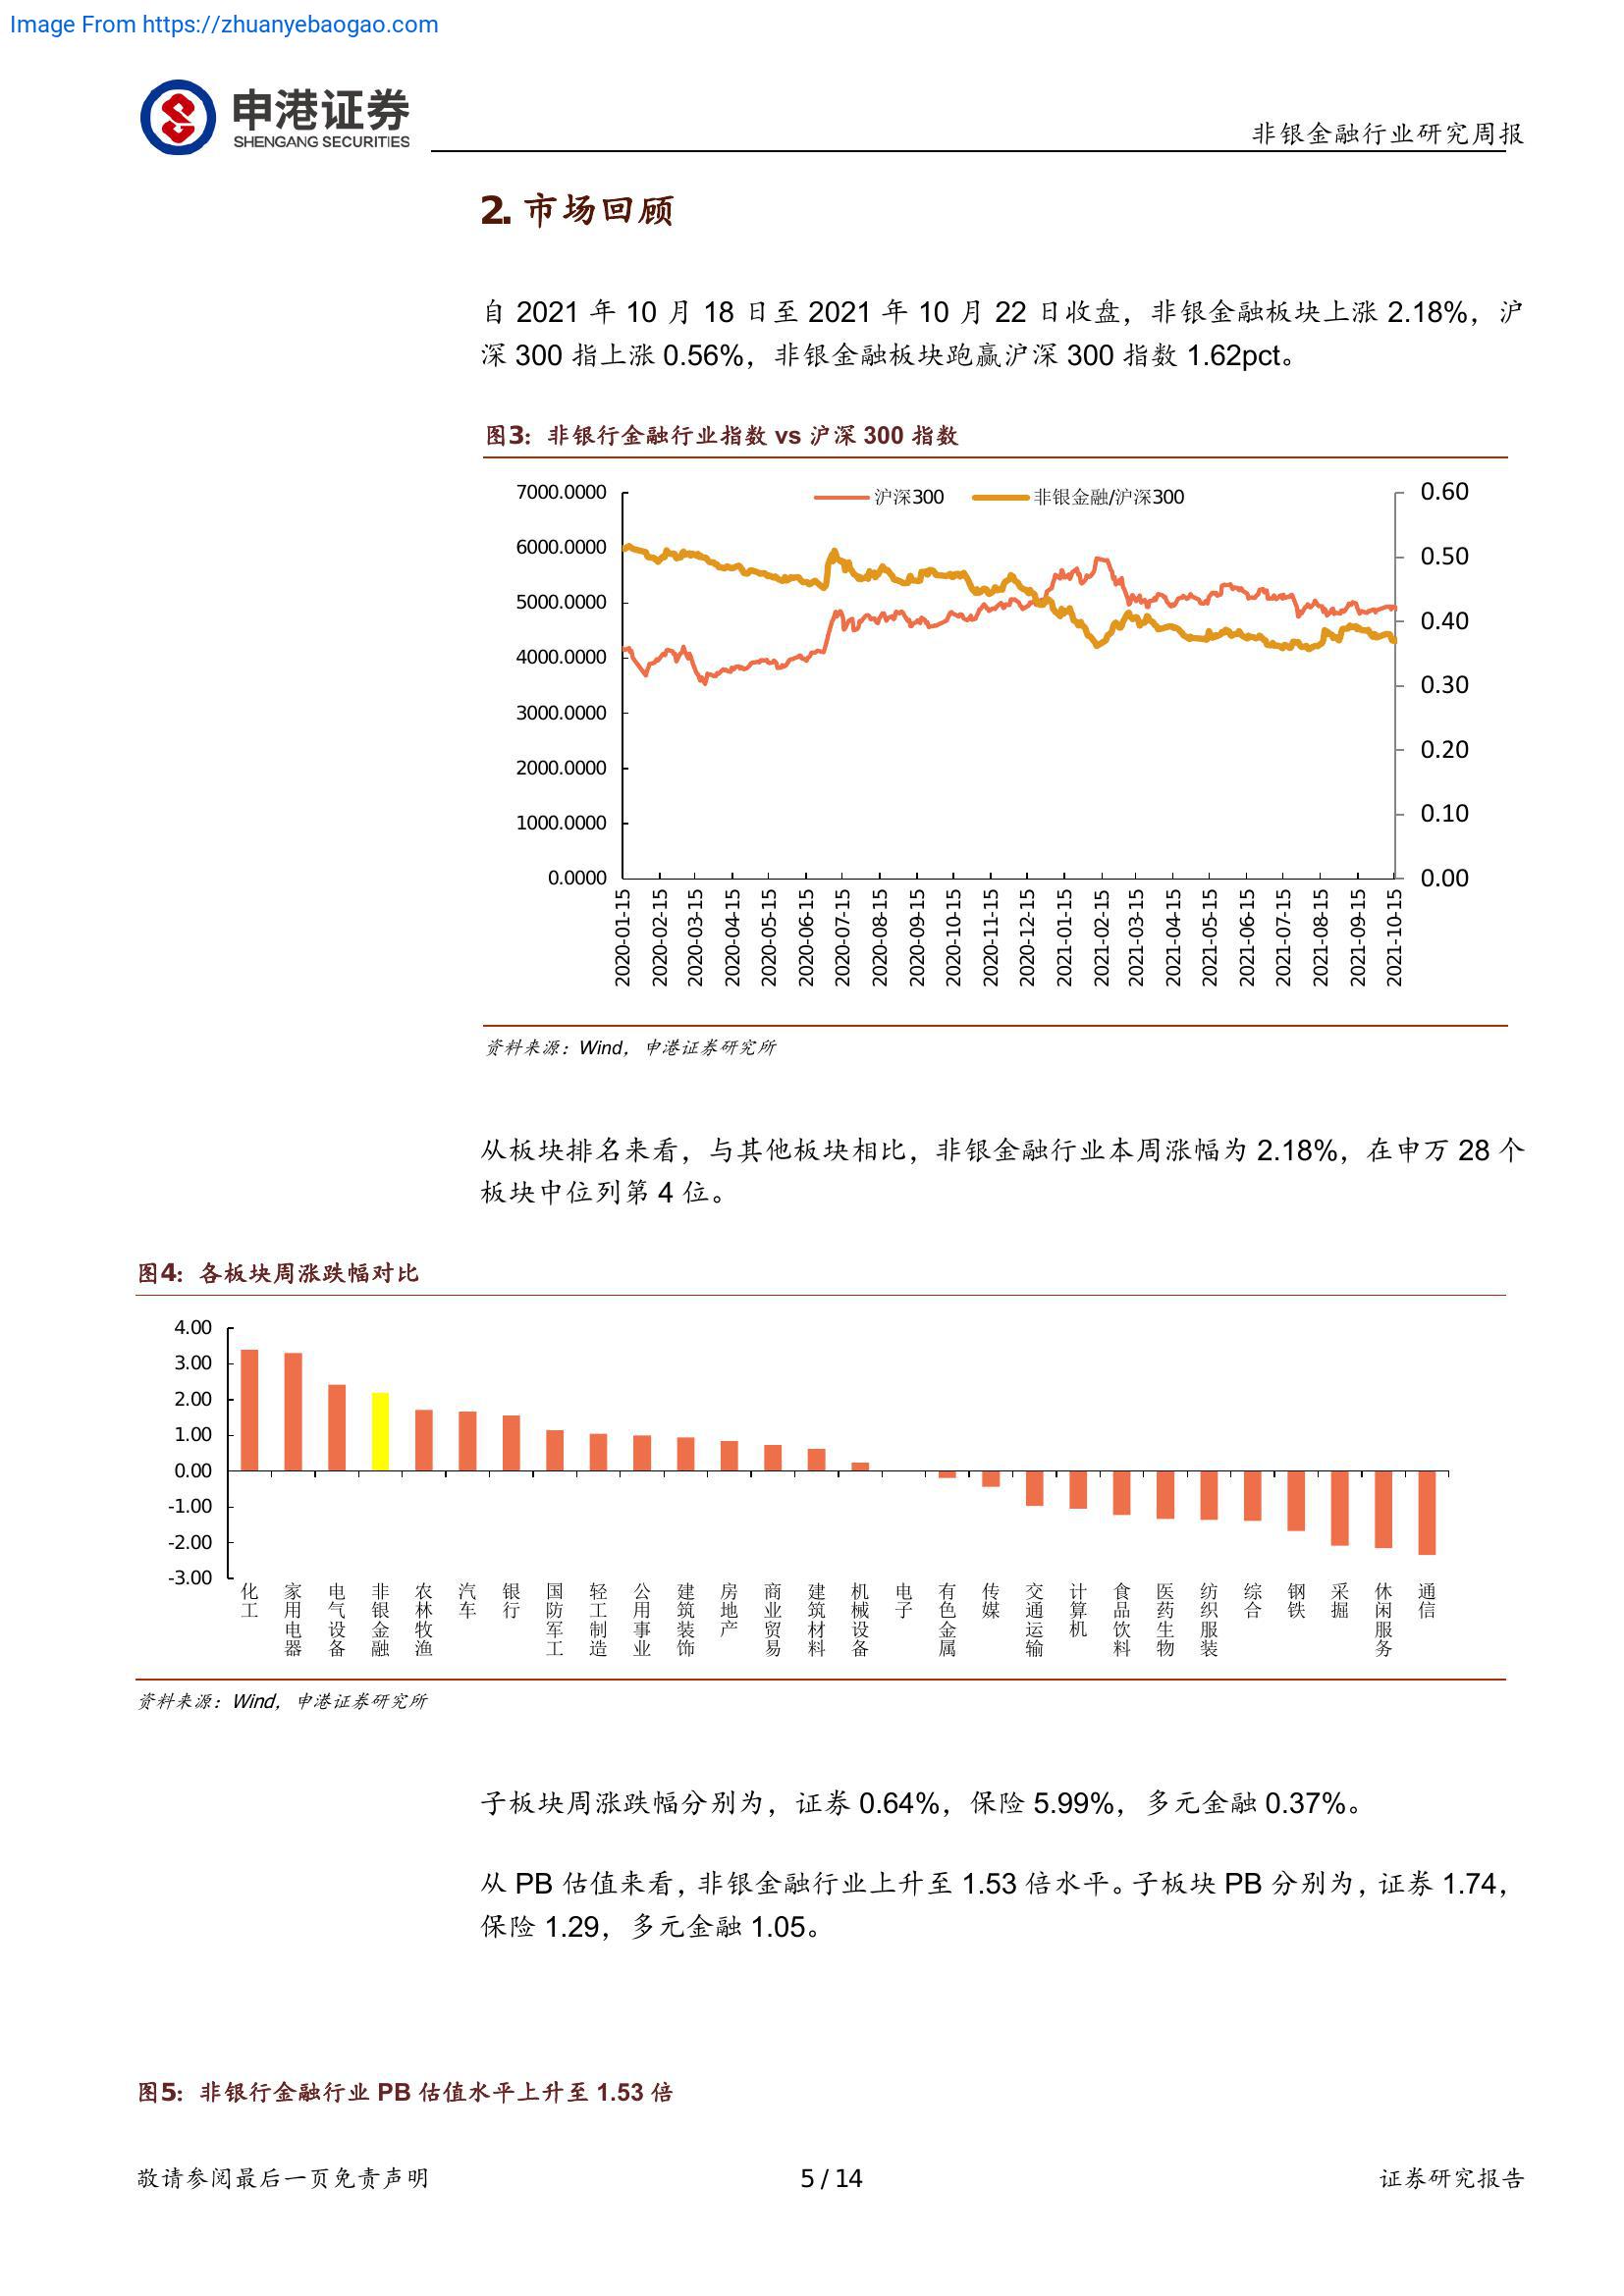 Image From https://zhuanyebaogao.com
申港证券
SHENGANG SECURITIES
非银金融行业研究周报
2. 市场回顾
自 2021 年 10 月 18 日至 2021 年 10 月 22 日收盘，非银金融板块上涨 2.18%，沪
深 300 指上涨 0.56%，非银金融板块跑赢沪深 300 指数 1.62pct。
图3：非银行金融行业指数 vs 沪深 300 指数
沪深300 非银金融/沪深300
7000.0000
6000.0000
5000.0000
4000.0000
3000.0000
2000.0000
1000.0000
0.0000
0.60
0.50
0.40
0.30
0.20
0.10
0.00
2020-01-15
2020-02-15
2020-03-15
2020-04-15
2020-05-15
2020-06-15
2020-07-15
2020-08-15
2020-09-15
2020-10-15
2020-11-15
2020-12-15
2021-01-15
2021-02-15
2021-03-15
2021-04-15
2021-05-15
2021-06-15
2021-07-15
2021-08-15
2021-09-15
2021-10-15
资料来源：Wind，申港证券研究所
从板块排名来看，与其他板块相比，非银金融行业本周涨幅为 2.18%，在申万 28 个
板块中位列第 4 位。
图4：各板块周涨跌幅对比
4.00
3.00
2.00
1.00
0.00
-1.00
-2.00
-3.00
化工
家用电器
电气设备
非银金融
农林牧渔
汽车
银行
国防军工
轻工制造
公用事业
建筑装饰
房地产
商业贸易
建筑材料
机械设备
电子
有色金属
传媒
交通运输
计算机
食品饮料
医药生物
纺织服装
综合
钢铁
采掘
休闲服务
通信
资料来源：Wind，申港证券研究所
子板块周涨跌幅分别为，证券 0.64%，保险 5.99%，多元金融 0.37%。
从 PB 估值来看，非银金融行业上升至 1.53 倍水平。子板块 PB 分别为，证券 1.74，
保险 1.29，多元金融 1.05。
图5：非银行金融行业 PB 估值水平上升至 1.53 倍
敬请参阅最后一页免责声明
5 / 14
证券研究报告